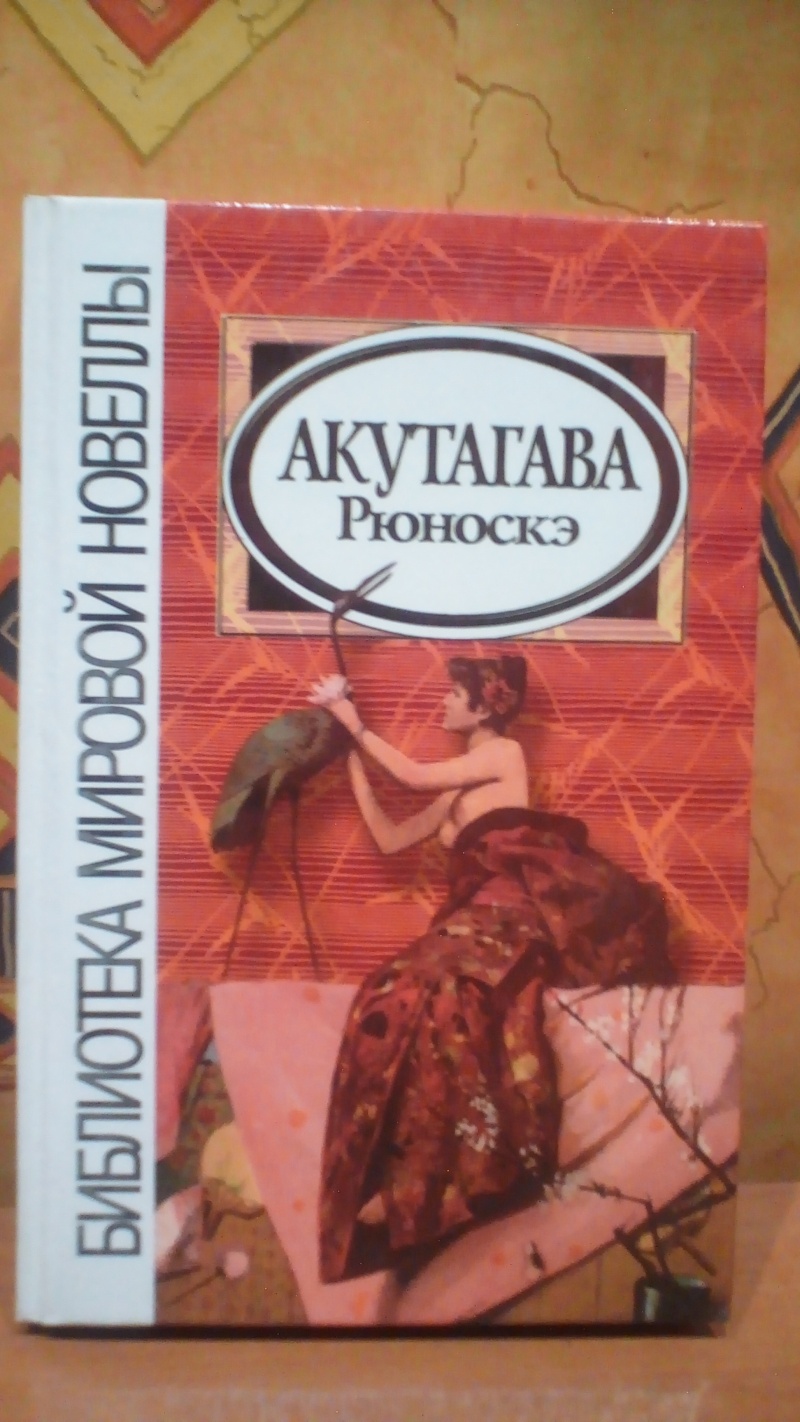 БИБЛИОТЕКА МИРОВОЙ НОВЕЛЛЫ
АКУТАГАВА
Рюноскэ